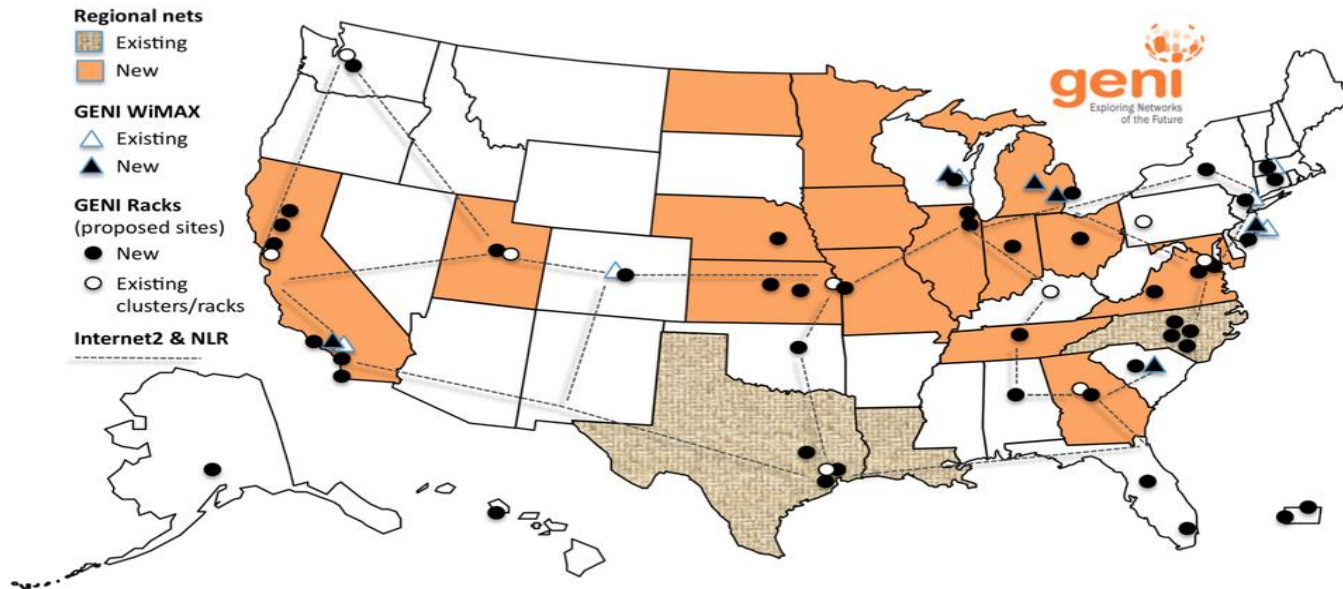 Regional nets
Existing
New
GENI WiMAX
Existing
New
GENI Racks
(proposed sites)
New
Existing
clusters/racks
Internet2 & NLR
geni
Exploring Networks
of the Future